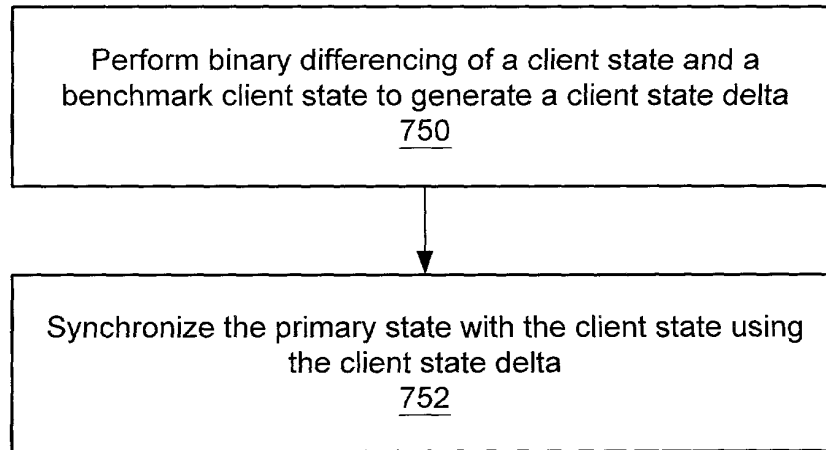 Perform binary differencing of a client state and a
benchmark client state to generate a client state delta
750
Synchronize the primary state with the client state using
the client state delta
752